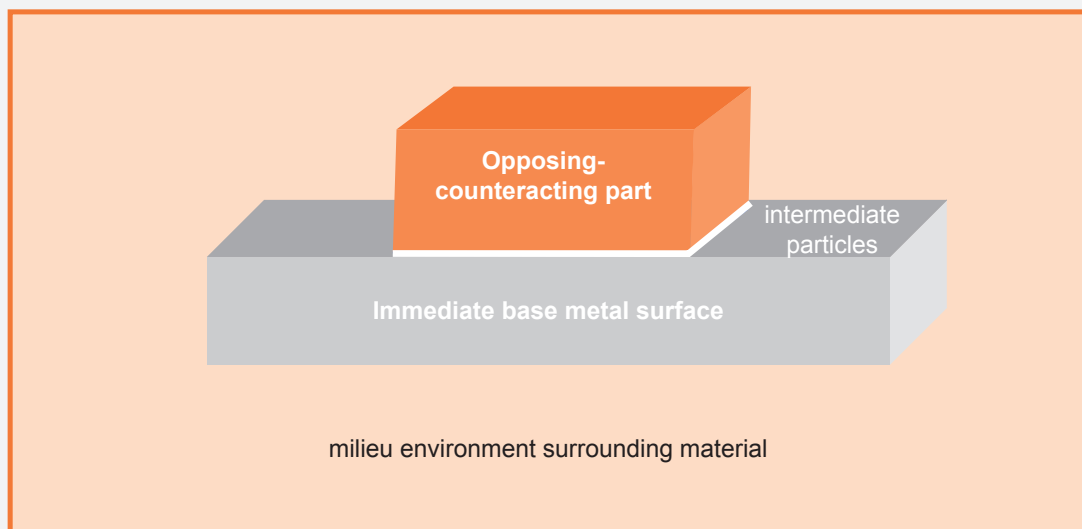 Opposing-
counteracting part
intermediate
particles
Immediate base metal surface
milieu environment surrounding material